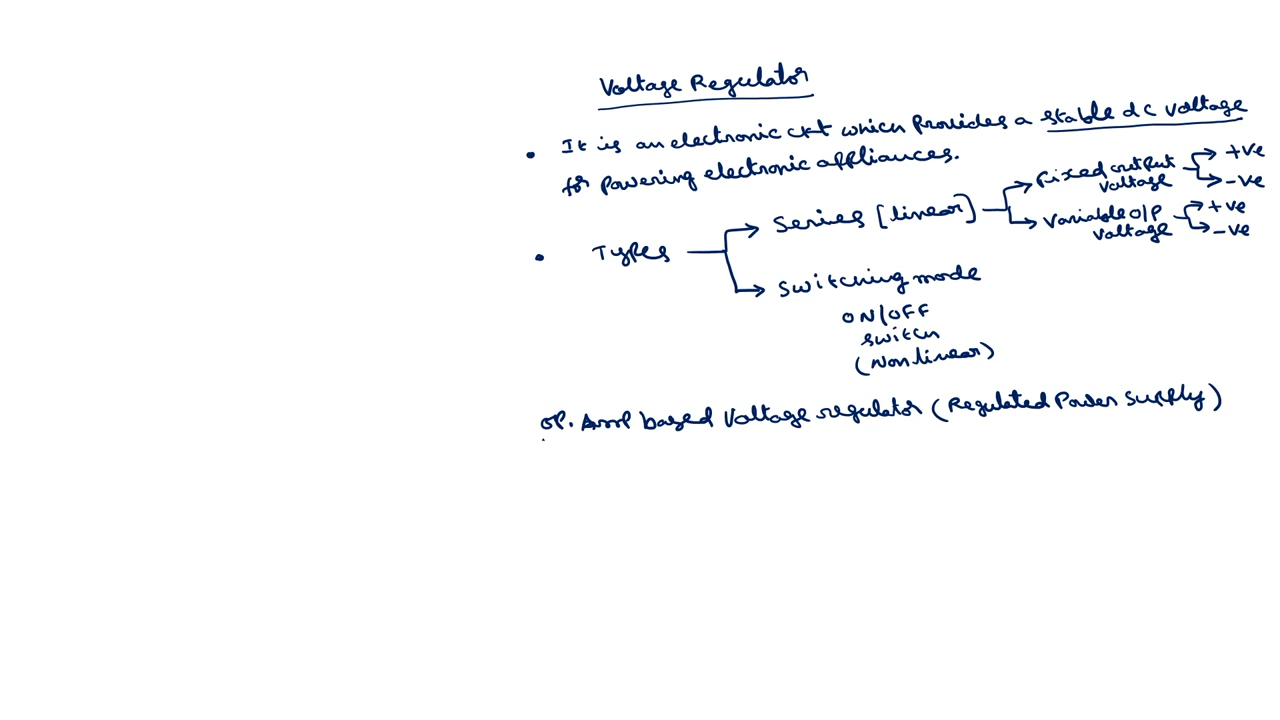 Voltage Regulator
• It is an electronic ckt which provides a stable dc voltage
for powering electronic appliances.
• Types
Series [linear]
Fixed output voltage
+ve
-ve
Variable O/P voltage
+ve
-ve
Switching mode
ON/OFF
switch
(Non linear)
OP. Amp based Voltage regulator (Regulated Power Supply)